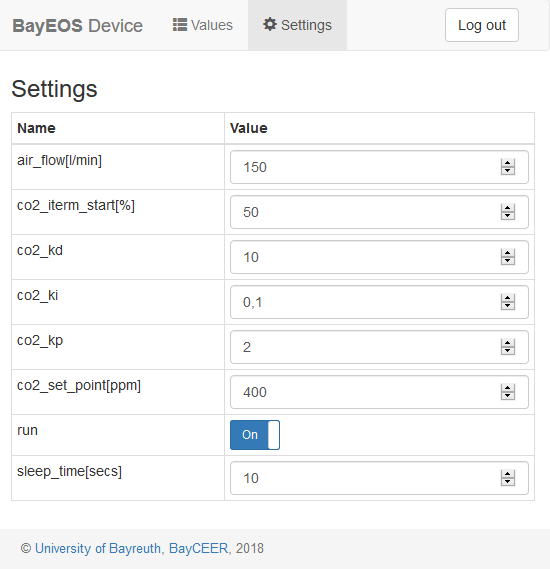 BayEOS Device Values Settings Log out
Settings
Name Value
air_flow[l/min] 150
co2_iterm_start[%] 50
co2_kd 10
co2_ki 0,1
co2_kp 2
co2_set_point[ppm] 400
run On
sleep_time[secs] 10
© University of Bayreuth, BayCEER, 2018